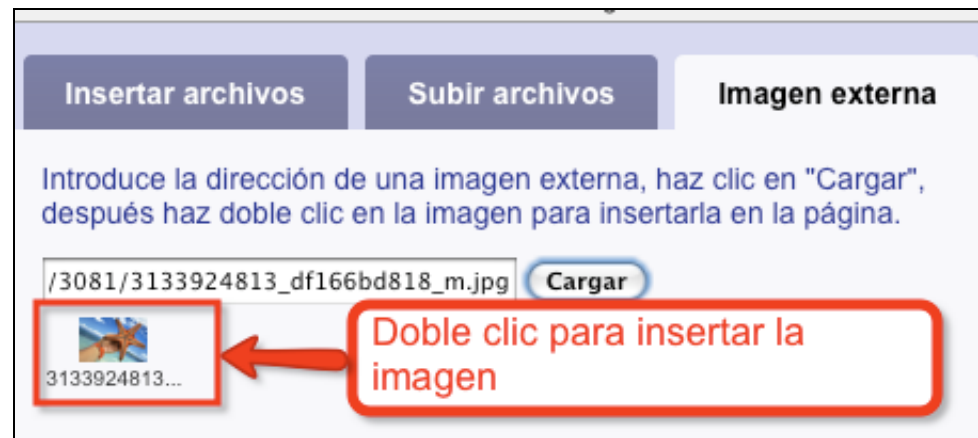 Insertar archivos Subir archivos Imagen externa
Introduce la dirección de una imagen externa, haz clic en "Cargar",
después haz doble clic en la imagen para insertarla en la página.
/3081/3133924813_df166bd818_m.jpg Cargar
Doble clic para insertar la
imagen
3133924813...